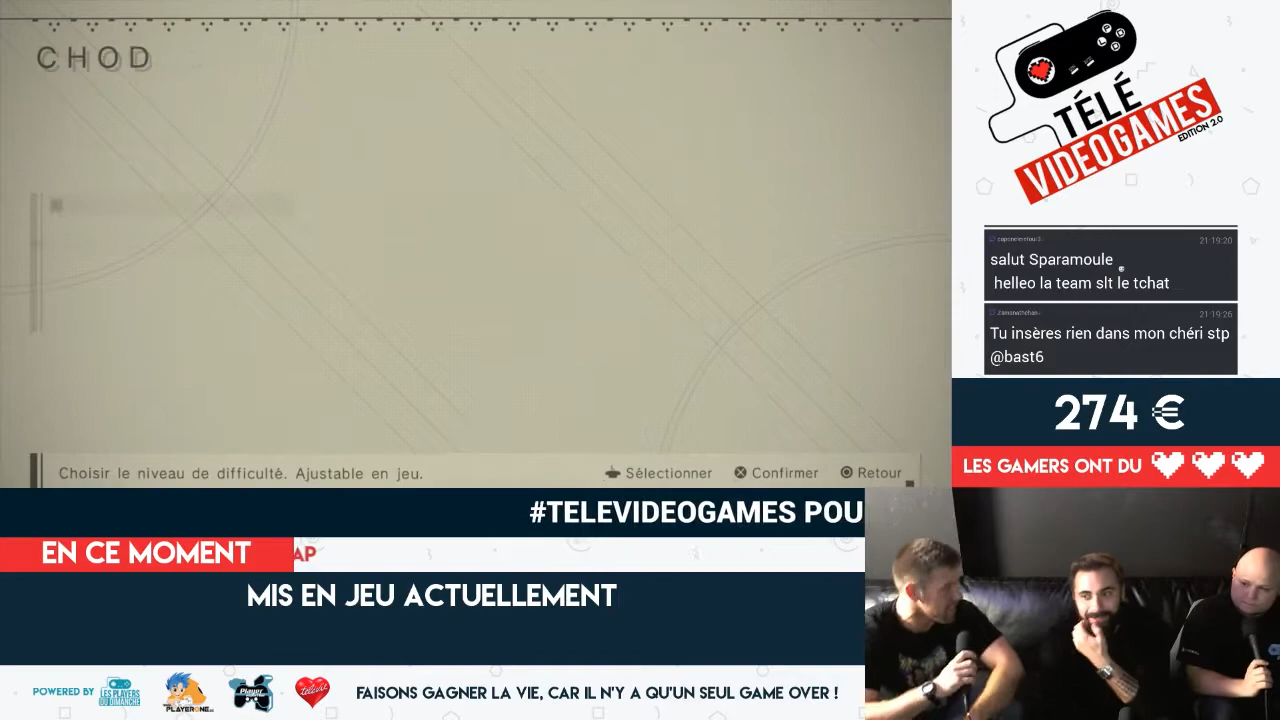 CHOD
Choisir le niveau de difficulté. Ajustable en jeu.
Sélectionner
Confirmer
Retour
TÉLÉ
VIDEOGAMES
EDITION 2.0
21:19:20
salut Sparamoule
helleo la team slt le tchat
21:19:26
Tu insères rien dans mon chéri stp
@bast6
274 €
LES GAMERS ONT DU
#TELEVIDEOGAMES POU
EN CE MOMENT
AP
MIS EN JEU ACTUELLEMENT
POWERED BY
LES PLAYERS
DU DIMANCHE
FAISONS GAGNER LA VIE, CAR IL N'Y A QU'UN SEUL GAME OVER !